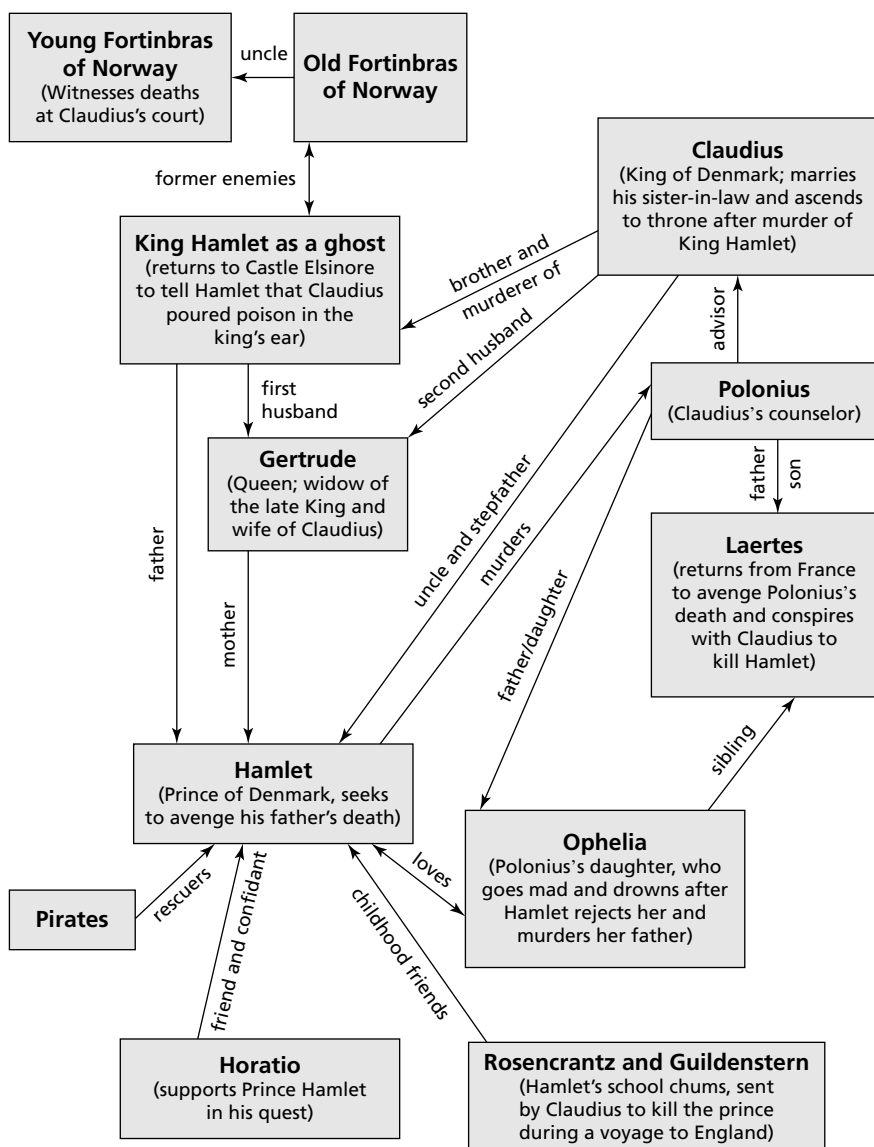 Young Fortinbras
of Norway
(Witnesses deaths
at Claudius's court)
uncle
Old Fortinbras
of Norway
former enemies
Claudius
(King of Denmark; marries
his sister-in-law and ascends
to throne after murder of
King Hamlet)
King Hamlet as a ghost
(returns to Castle Elsinore
to tell Hamlet that Claudius
poured poison in the
king's ear)
brother and
murderer of
second husband
advisor
first
husband
Polonius
(Claudius's counselor)
Gertrude
(Queen; widow of
the late King and
wife of Claudius)
father
son
uncle and stepfather
murders
Laertes
(returns from France
to avenge Polonius's
death and conspires
with Claudius to
kill Hamlet)
father
mother
father/daughter
sibling
Hamlet
(Prince of Denmark, seeks
to avenge his father's death)
Ophelia
(Polonius's daughter, who
goes mad and drowns after
Hamlet rejects her and
murders her father)
loves
Pirates
rescuers
friend and confidant
childhood friends
Horatio
(supports Prince Hamlet
in his quest)
Rosencrantz and Guildenstern
(Hamlet's school chums, sent
by Claudius to kill the prince
during a voyage to England)